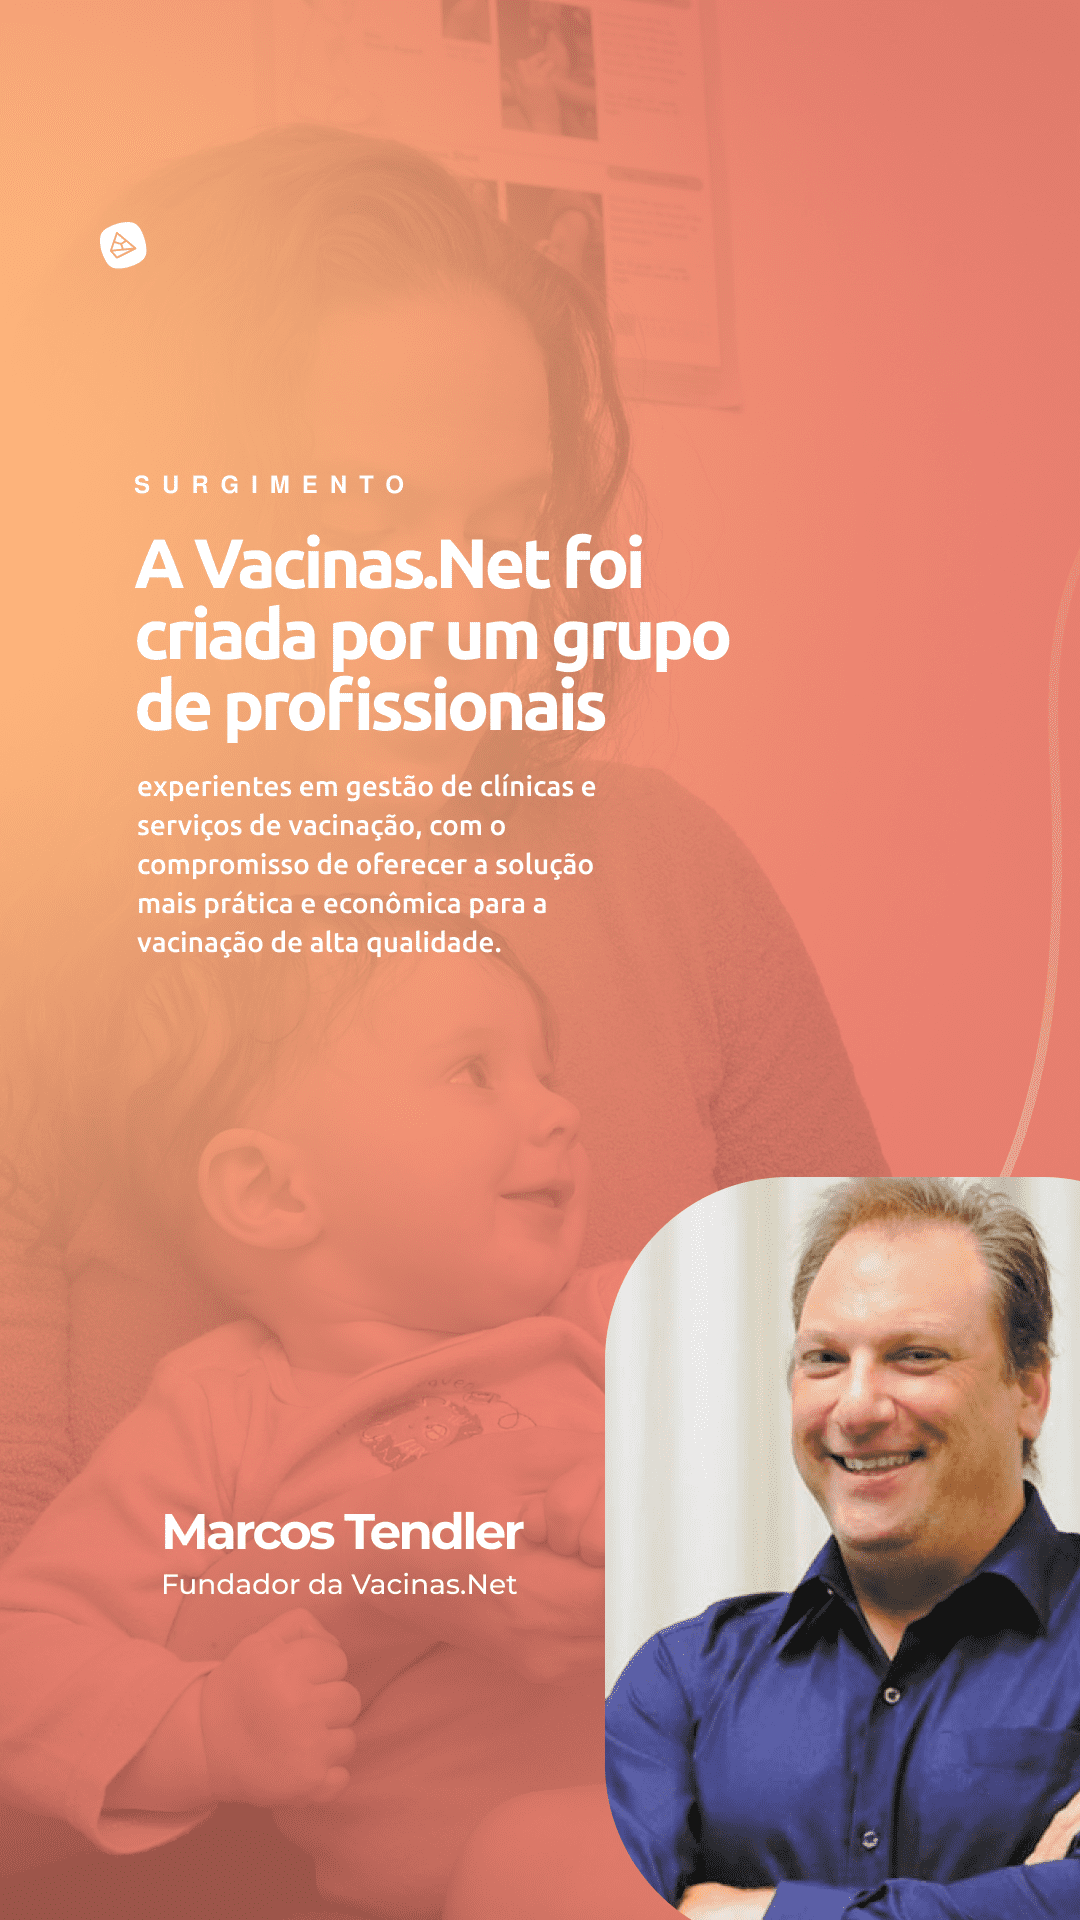 SURGIMENTO
A Vacinas.Net foi
criada por um grupo
de profissionais
experientes em gestão de clínicas e
serviços de vacinação, com o
compromisso de oferecer a solução
mais prática e econômica para a
vacinação de alta qualidade.
Marcos Tendler
Fundador da Vacinas.Net